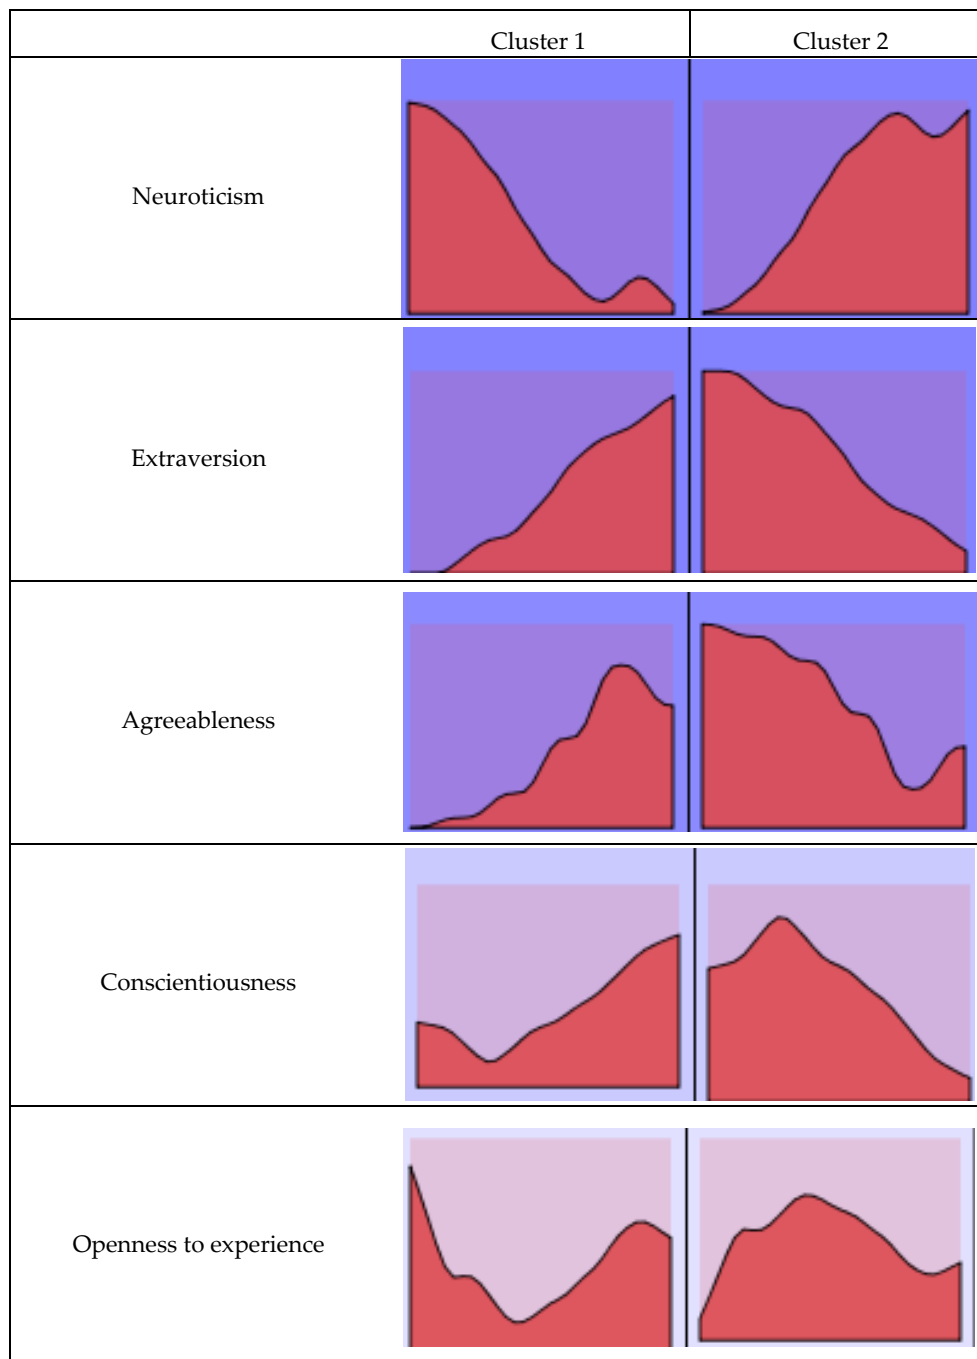 Cluster 1
Cluster 2
Neuroticism
Extraversion
Agreeableness
Conscientiousness
Openness to experience